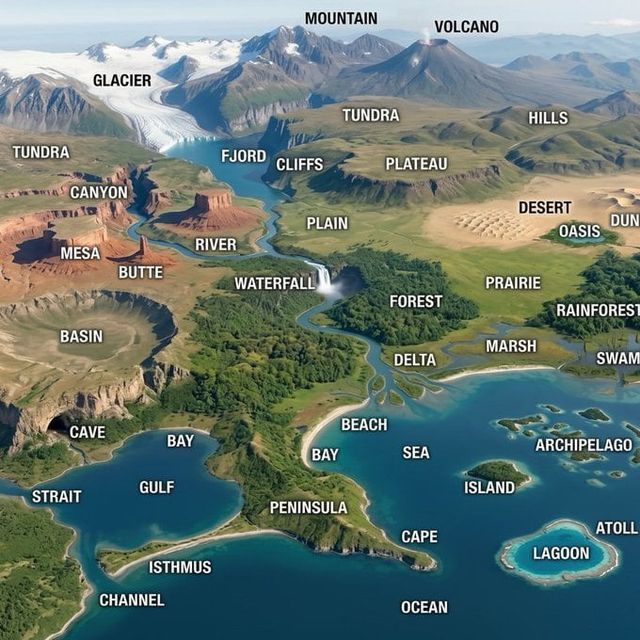 MOUNTAIN
VOLCANO
GLACIER
TUNDRA
HILLS
TUNDRA
FJORD
CLIFFS
PLATEAU
CANYON
DESERT
DUN
OASIS
PLAIN
RIVER
MESA
BUTTE
WATERFALL
PRAIRIE
FOREST
RAINFOREST
BASIN
MARSH
DELTA
SWAM
BEACH
CAVE
BAY
BAY
SEA
ARCHIPELAGO
GULF
ISLAND
STRAIT
PENINSULA
ATOLL
CAPE
LAGOON
ISTHMUS
CHANNEL
OCEAN